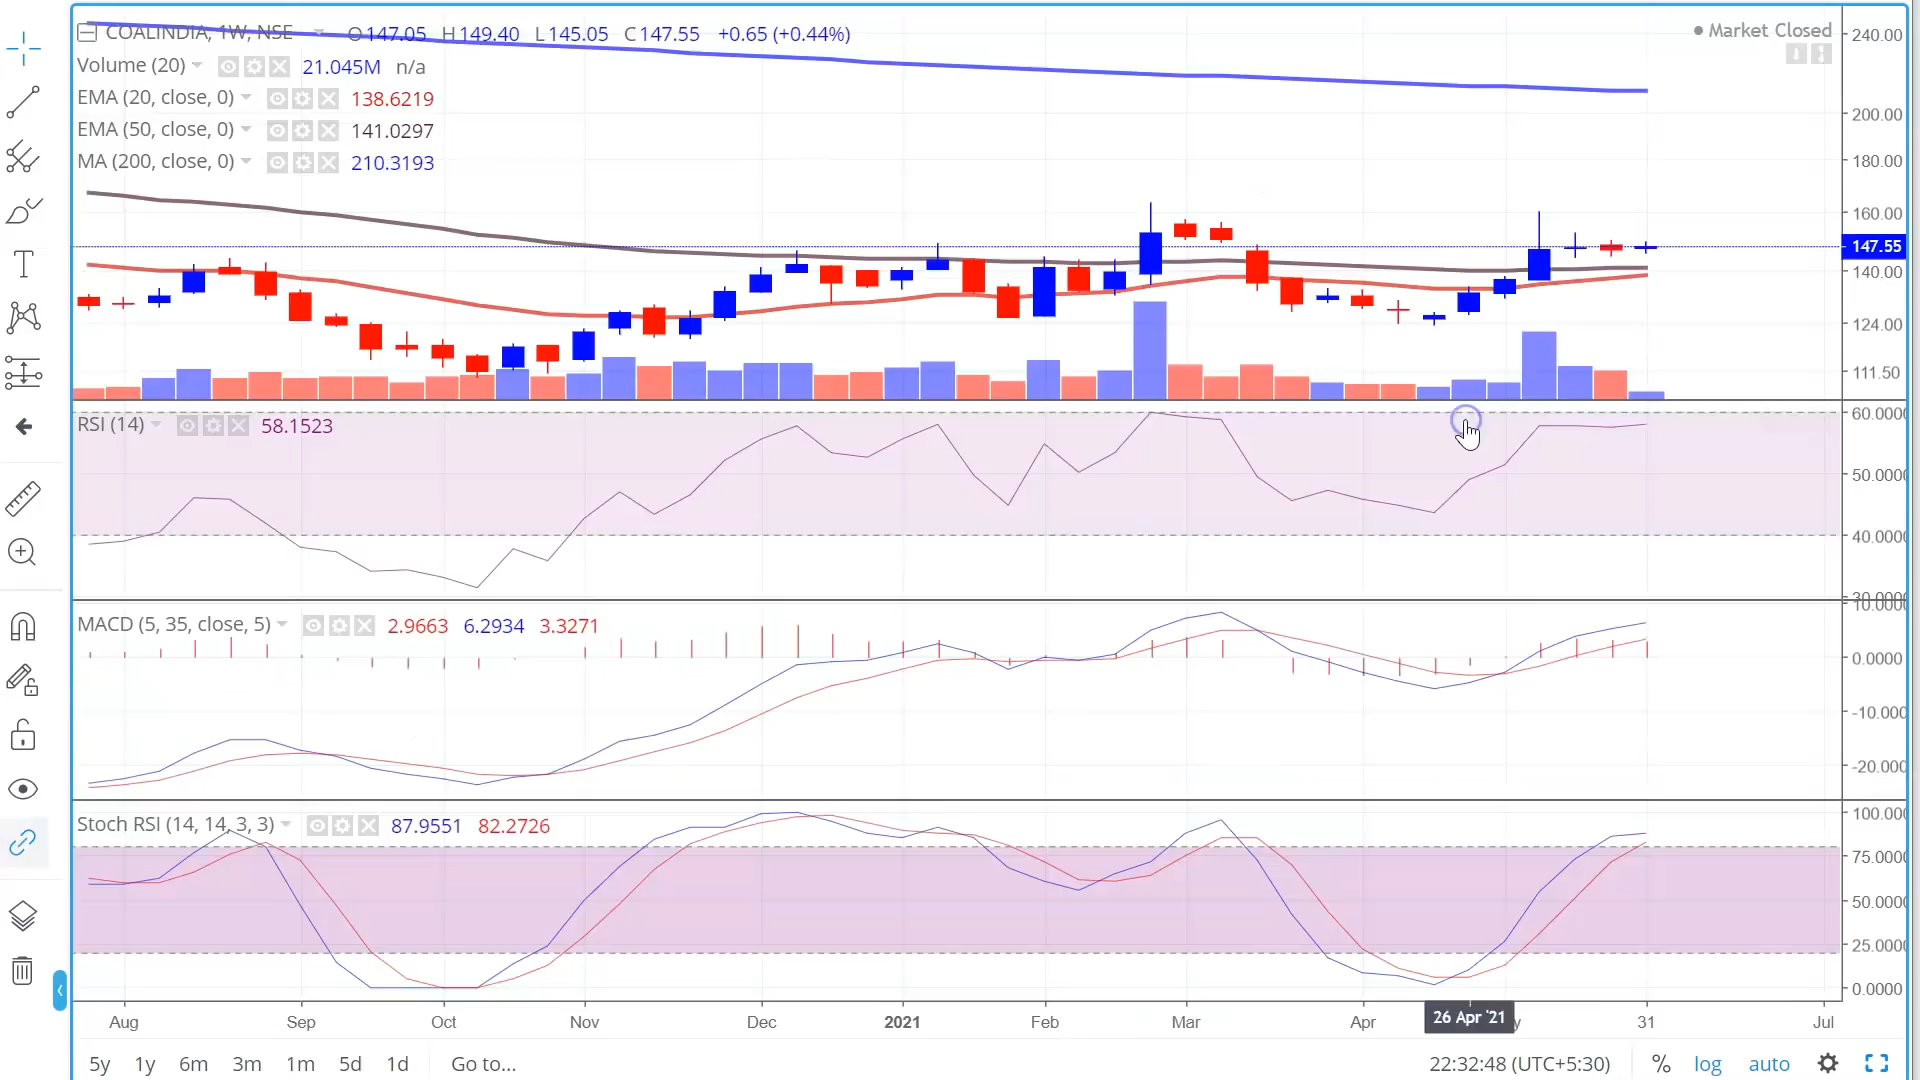 COALINDIA, 1W, NSE O147.05 H149.40 L145.05 C147.55 +0.65 (+0.44%)
Market Closed
Volume (20) 21.045M n/a
EMA (20, close, 0) 138.6219
EMA (50, close, 0) 141.0297
MA (200, close, 0) 210.3193
240.00
200.00
180.00
160.00
147.55
140.00
124.00
111.50
RSI (14) 58.1523
60.0000
50.0000
40.0000
30.0000
MACD (5, 35, close, 5) 2.9663 6.2934 3.3271
10.0000
0.0000
-10.000
-20.000
Stoch RSI (14, 14, 3, 3) 87.9551 82.2726
100.000
75.0000
50.0000
25.0000
0.0000
Aug Sep Oct Nov Dec 2021 Feb Mar Apr 26 Apr '21 y 31 Jul
5y 1y 6m 3m 1m 5d 1d Go to... 22:32:48 (UTC+5:30) % log auto